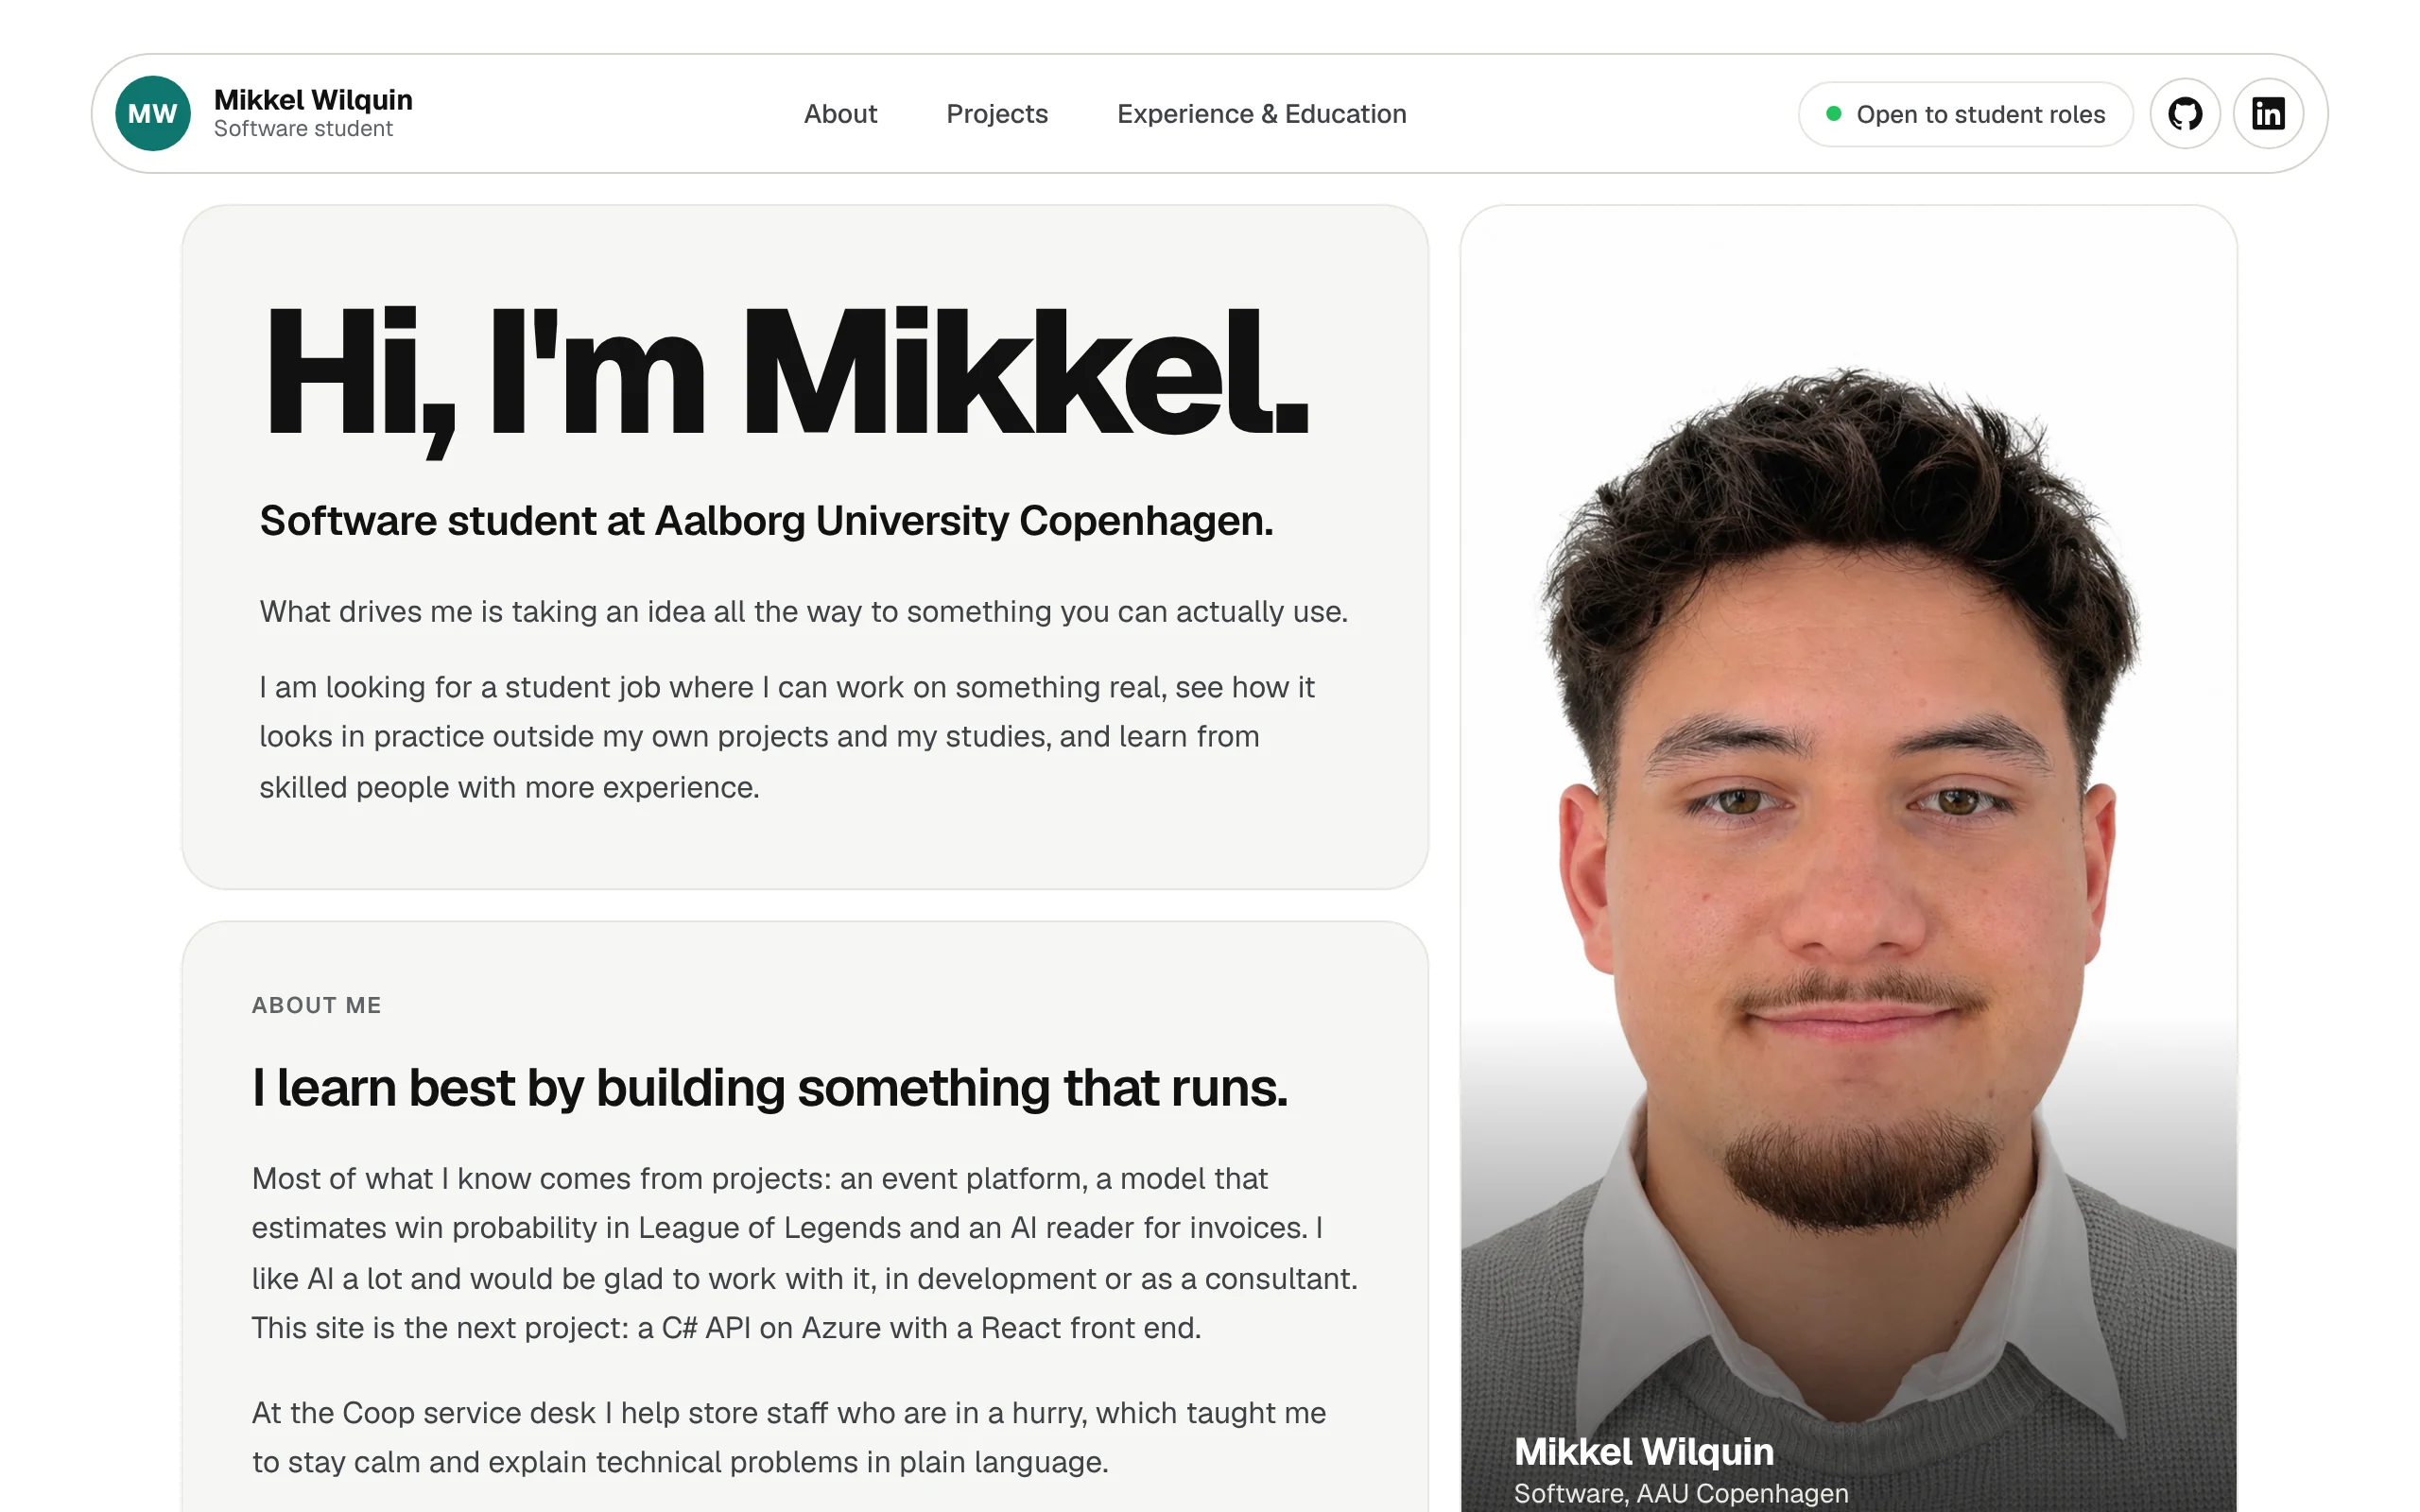 MW
Mikkel Wilquin
Software student
About
Projects
Experience & Education
Open to student roles
in
Hi, I'm Mikkel.
Software student at Aalborg University Copenhagen.
What drives me is taking an idea all the way to something you can actually use.
I am looking for a student job where I can work on something real, see how it
looks in practice outside my own projects and my studies, and learn from
skilled people with more experience.
ABOUT ME
I learn best by building something that runs.
Most of what I know comes from projects: an event platform, a model that
estimates win probability in League of Legends and an AI reader for invoices. I
like AI a lot and would be glad to work with it, in development or as a consultant.
This site is the next project: a C# API on Azure with a React front end.
At the Coop service desk I help store staff who are in a hurry, which taught me
to stay calm and explain technical problems in plain language.
Mikkel Wilquin
Software, AAU Copenhagen